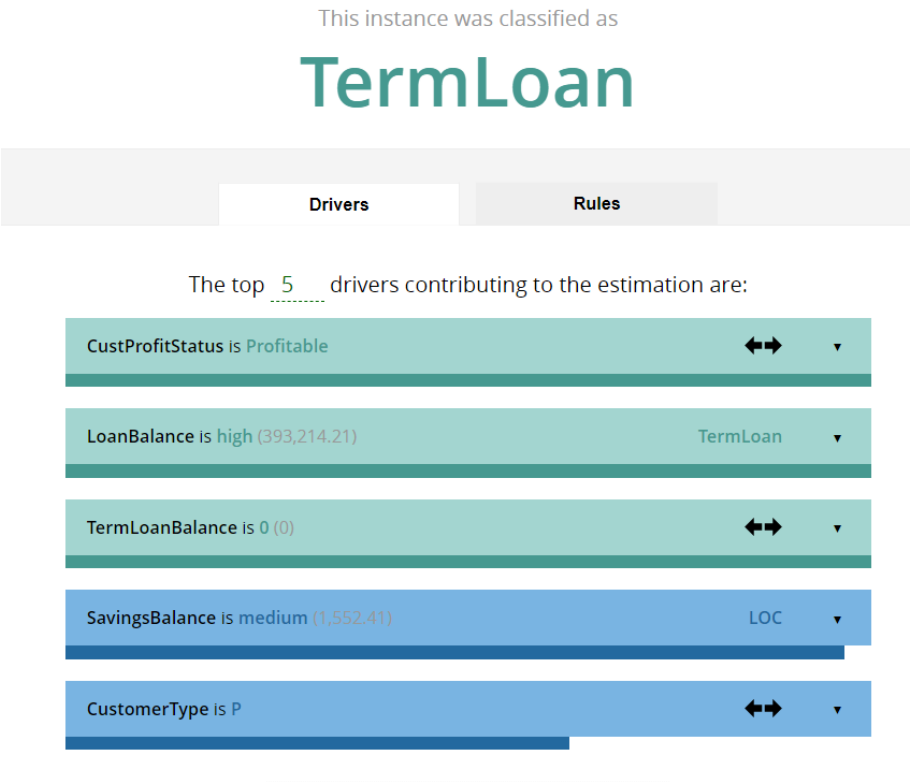 This instance was classified as
TermLoan
Drivers Rules
The top 5 drivers contributing to the estimation are:
CustProfitStatus is Profitable
LoanBalance is high (393,214.21) TermLoan
TermLoanBalance is 0 (0)
SavingsBalance is medium (1,552.41) LOC
CustomerType is P